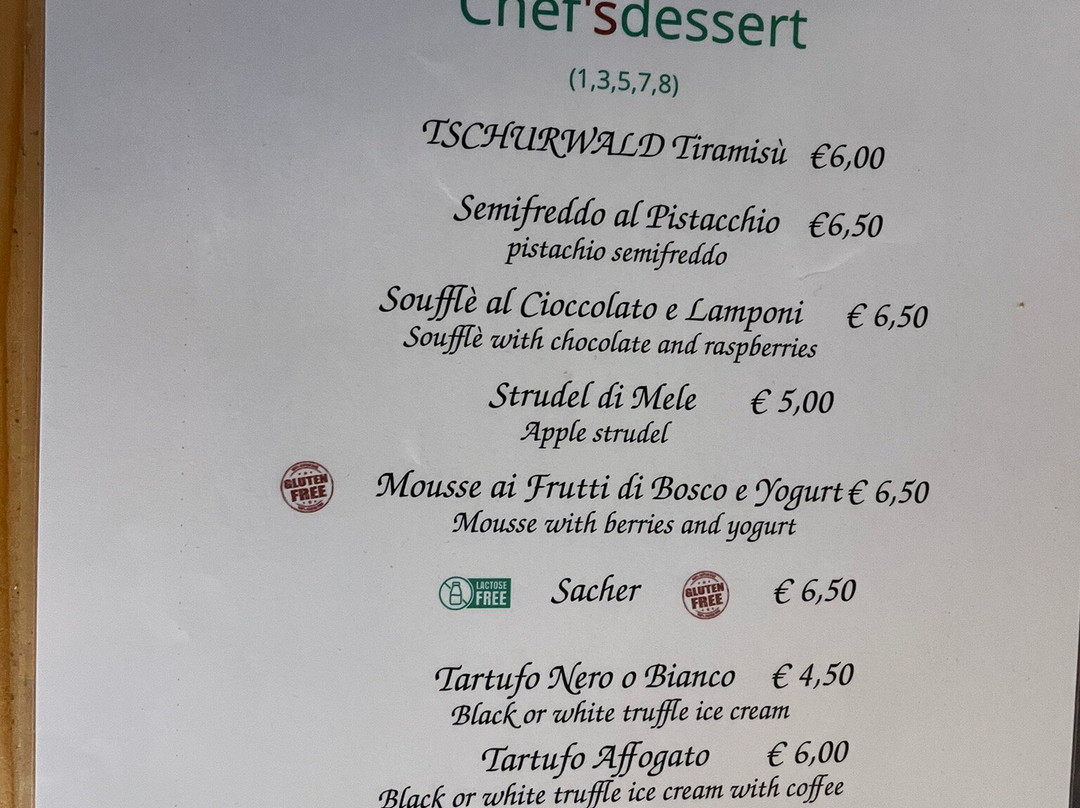 Chef'sdessert
(1,3,5,7,8)
TSCHURWALD Tiramisù €6,00
Semifreddo al Pistacchio €6,50
pistachio semifreddo
Soufflè al Cioccolato e Lamponi € 6,50
Soufflè with chocolate and raspberries
Strudel di Mele € 5,00
Apple strudel
GLUTEN FREE Mousse ai Frutti di Bosco e Yogurt € 6,50
Mousse with berries and yogurt
LACTOSE FREE Sacher GLUTEN FREE € 6,50
Tartufo Nero o Bianco € 4,50
Black or white truffle ice cream
Tartufo Affogato € 6,00
Black or white truffle ice cream with coffee